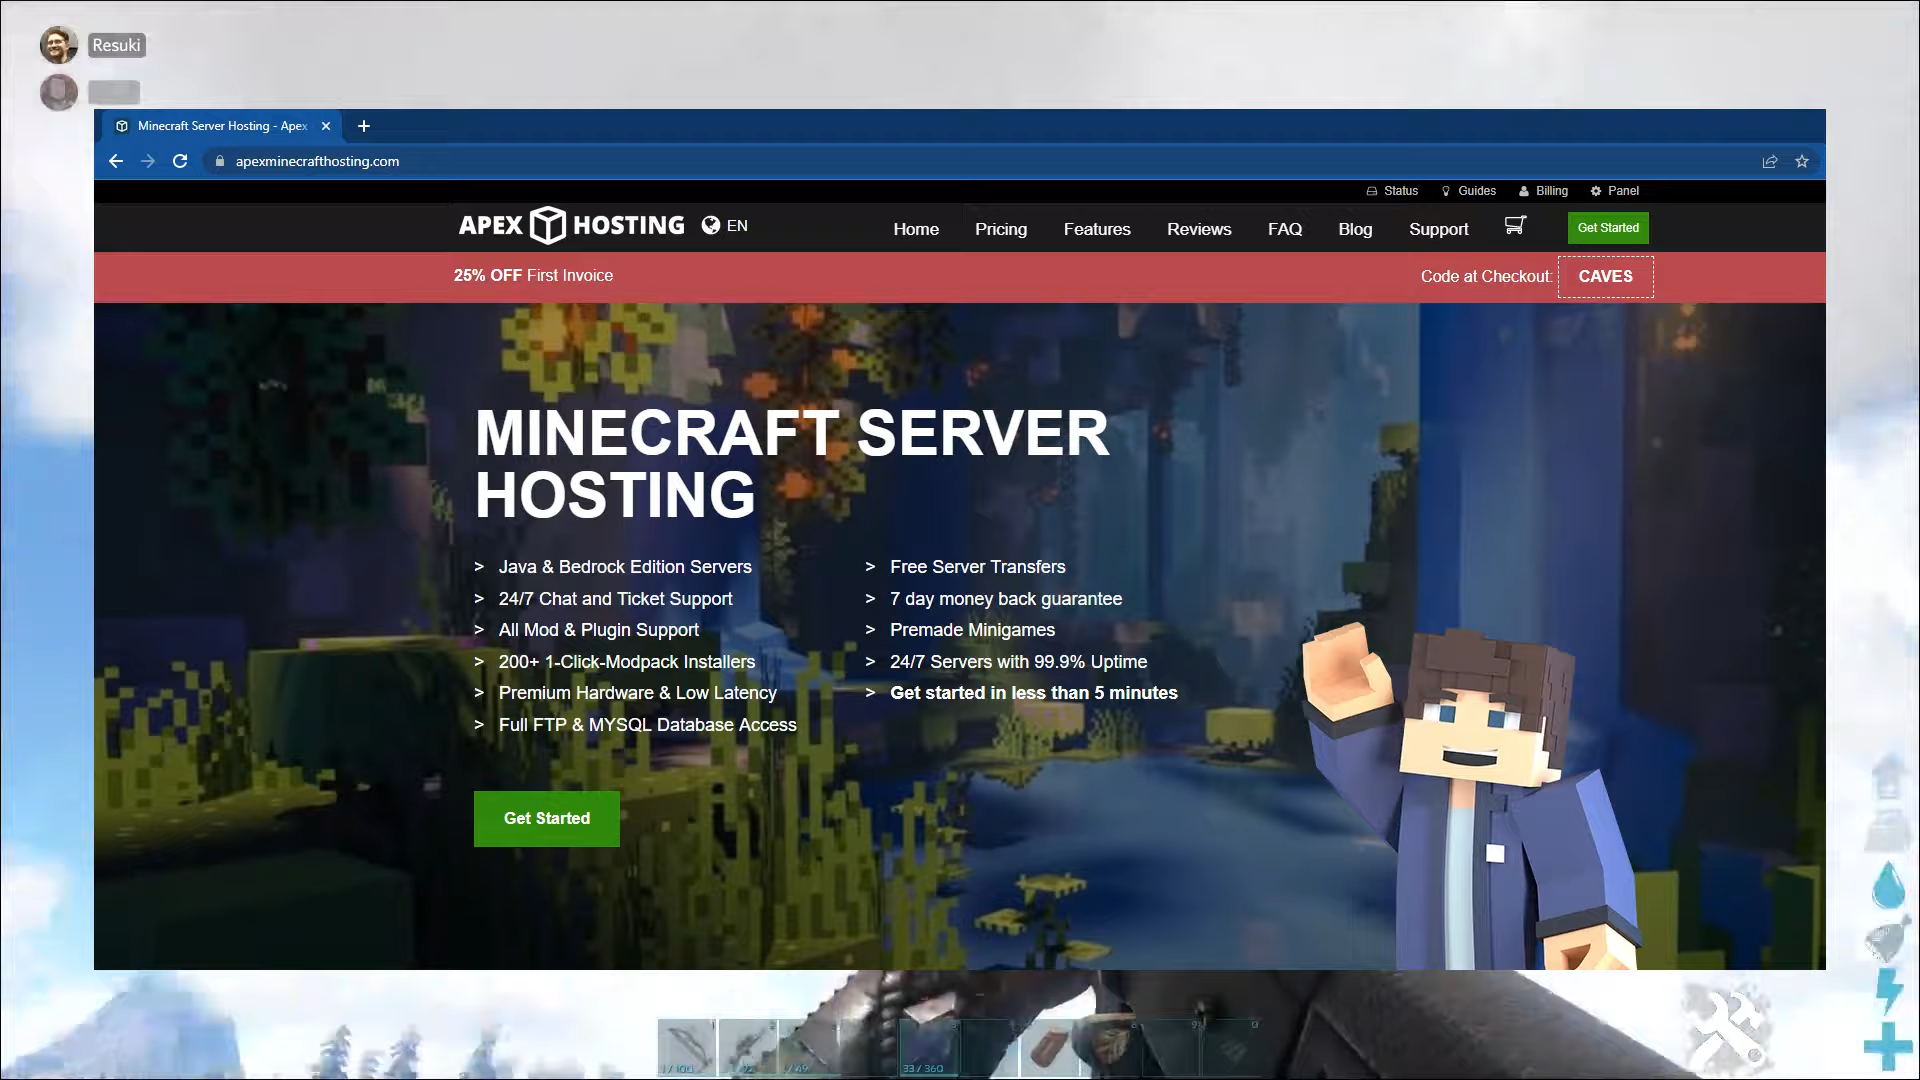 Resuki
Minecraft Server Hosting - Apex
apexminecrafthosting.com
Status Guides Billing Panel
APEX HOSTING EN
Home Pricing Features Reviews FAQ Blog Support Get Started
25% OFF First Invoice
Code at Checkout: CAVES
MINECRAFT SERVER
HOSTING
> Java & Bedrock Edition Servers
> 24/7 Chat and Ticket Support
> All Mod & Plugin Support
> 200+ 1-Click-Modpack Installers
> Premium Hardware & Low Latency
> Full FTP & MYSQL Database Access
> Free Server Transfers
> 7 day money back guarantee
> Premade Minigames
> 24/7 Servers with 99.9% Uptime
> Get started in less than 5 minutes
Get Started
33 / 360